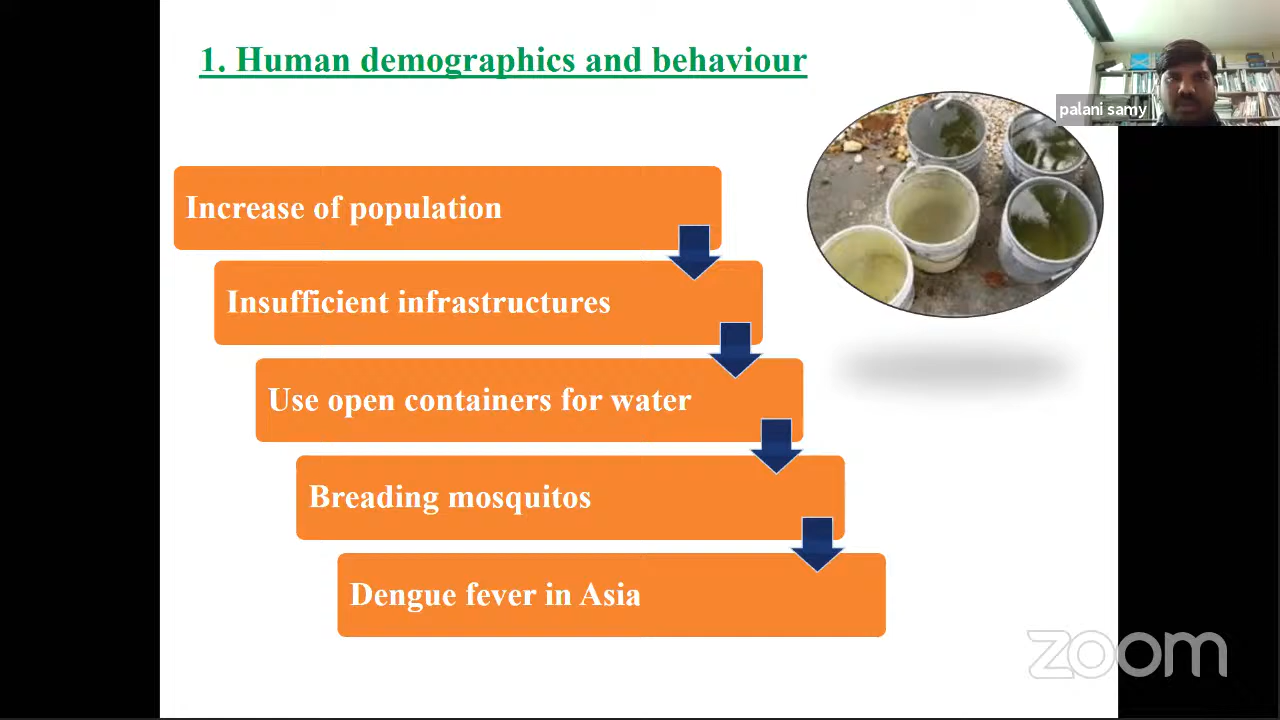 1. Human demographics and behaviour
palani samy
Increase of population
Insufficient infrastructures
Use open containers for water
Breading mosquitos
Dengue fever in Asia
zoom